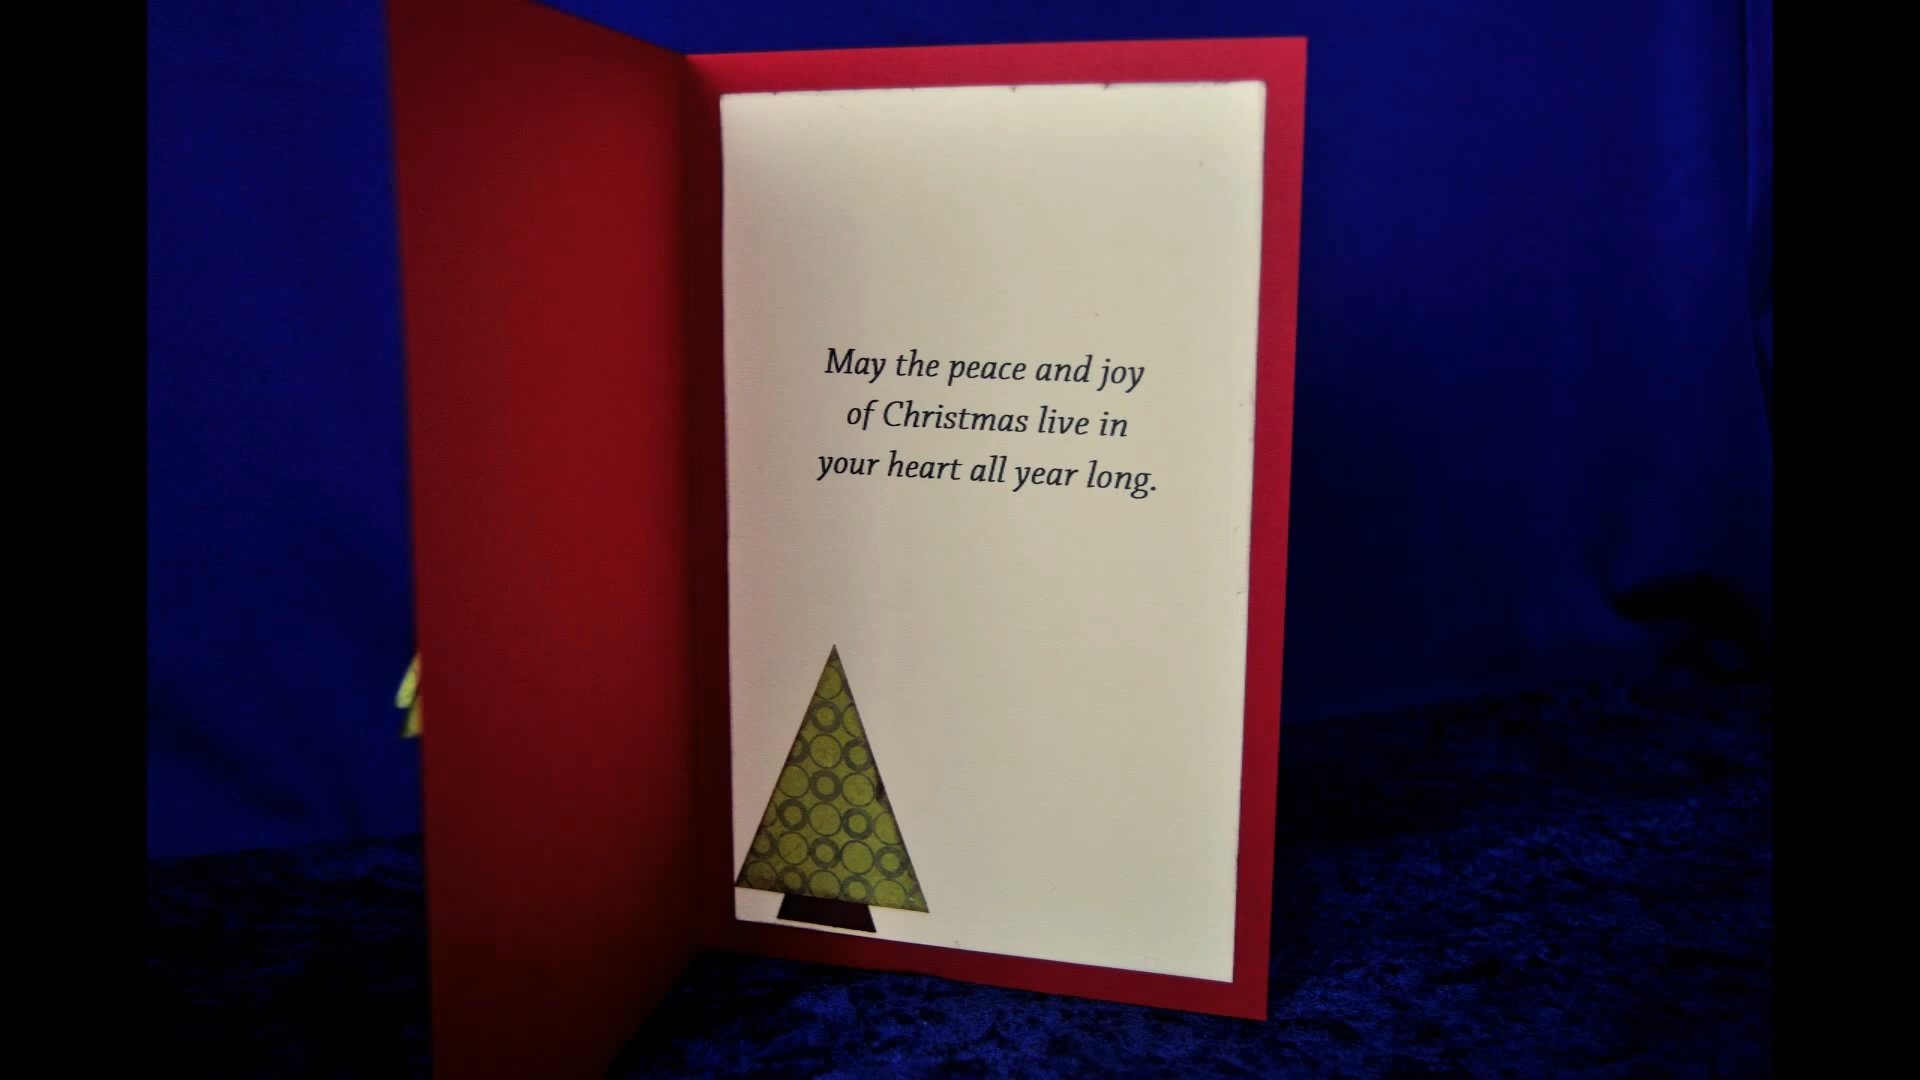 May the peace and joy
of Christmas live in
your heart all year long.